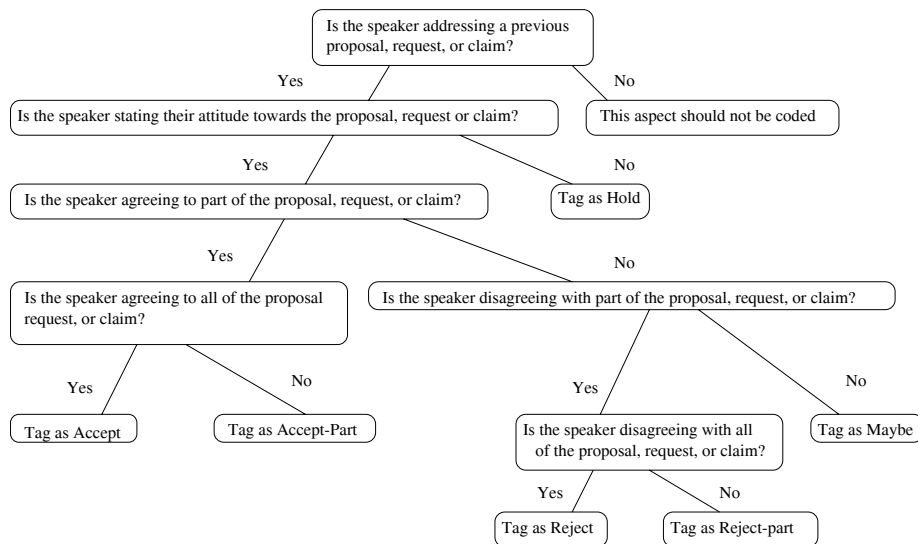 Is the speaker addressing a previous
proposal, request, or claim?
Yes
No
Is the speaker stating their attitude towards the proposal, request or claim?
This aspect should not be coded
Yes
No
Is the speaker agreeing to part of the proposal, request, or claim?
Tag as Hold
Yes
No
Is the speaker agreeing to all of the proposal
request, or claim?
Is the speaker disagreeing with part of the proposal, request, or claim?
Yes
No
Yes
No
Tag as Accept
Tag as Accept-Part
Is the speaker disagreeing with all
of the proposal, request, or claim?
Tag as Maybe
Yes
No
Tag as Reject
Tag as Reject-part